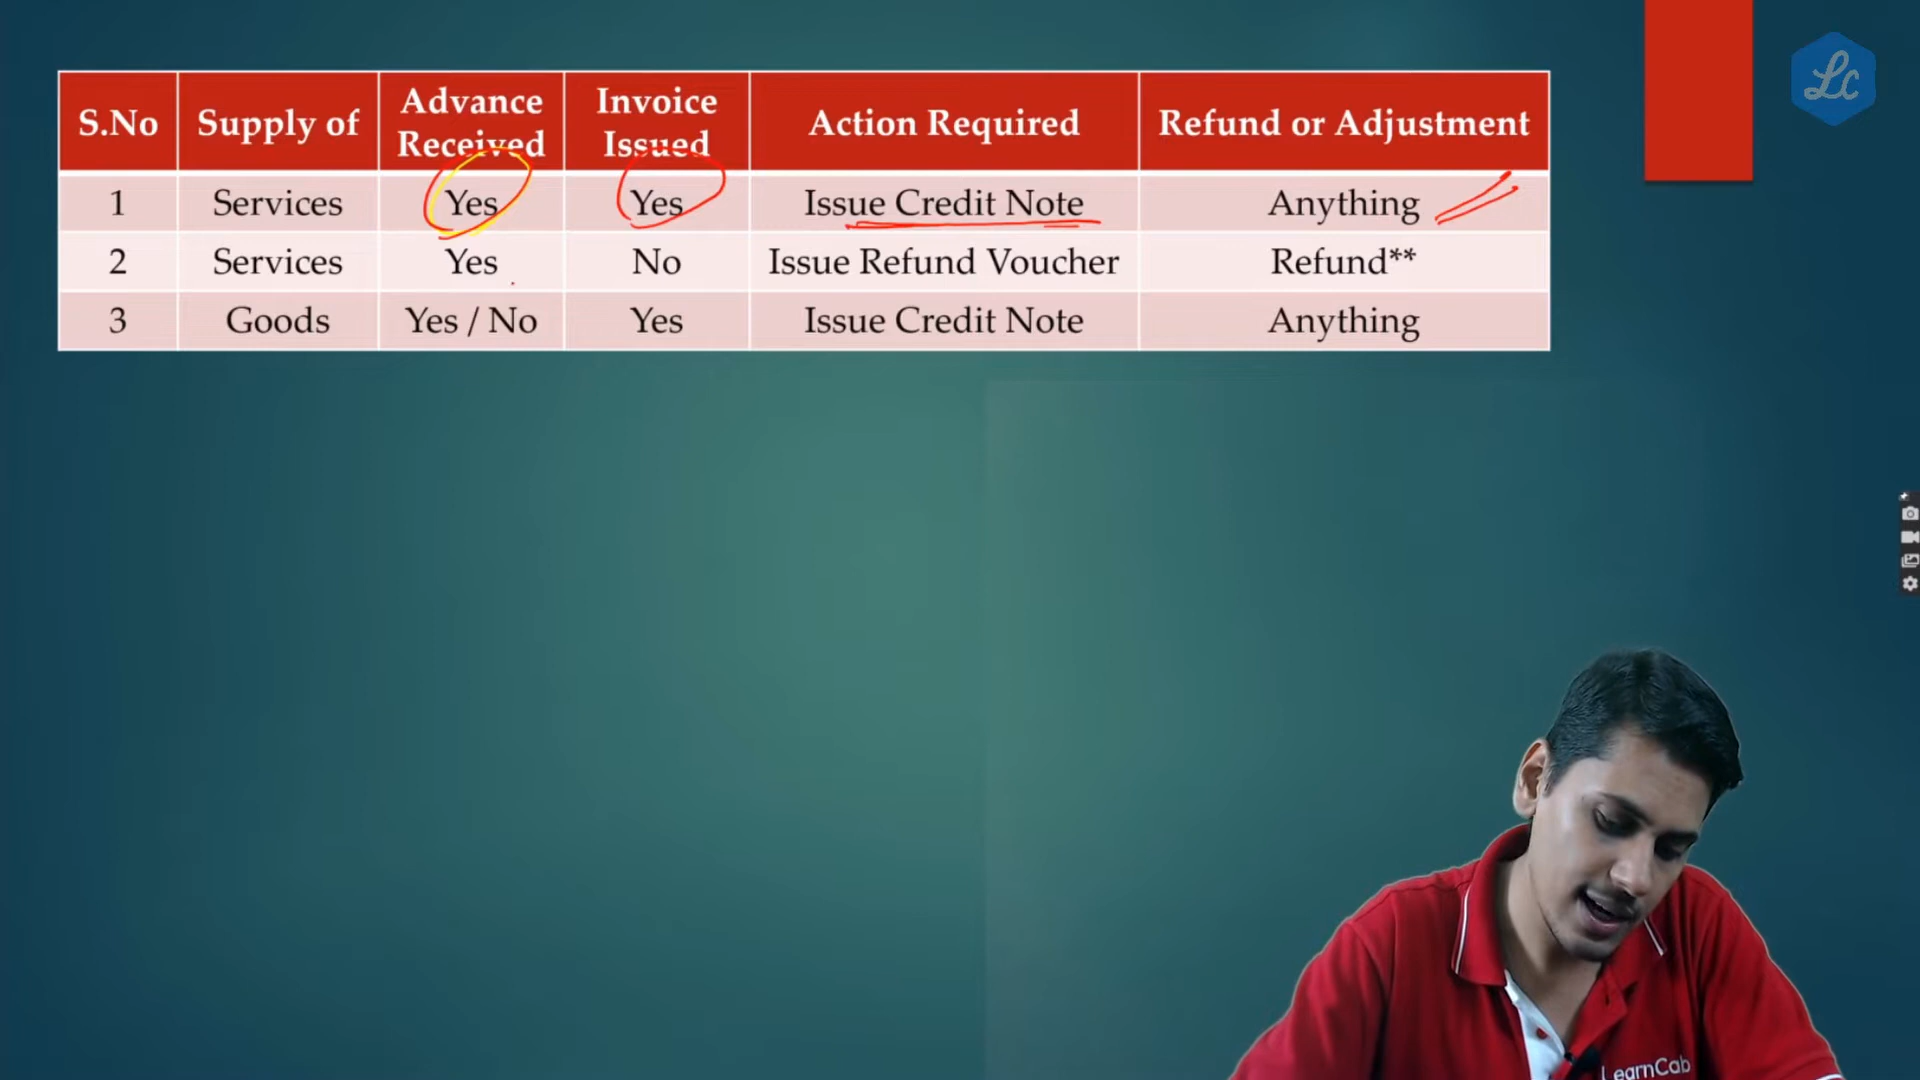 S.No Supply of Advance Received Invoice Issued Action Required Refund or Adjustment
1 Services Yes Yes Issue Credit Note Anything
2 Services Yes No Issue Refund Voucher Refund**
3 Goods Yes / No Yes Issue Credit Note Anything
Lc
LearnCab